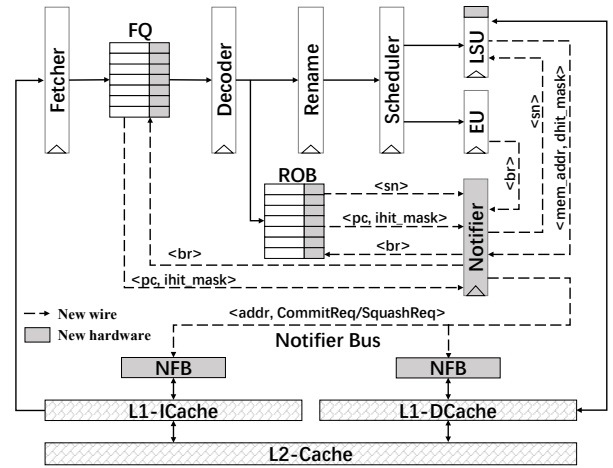 FQ
Fetcher
Decoder
Rename
Scheduler
LSU
EU
<sn>
<mem_addr, dhit_mask>
<br>
ROB
<sn>
<pc, ihit_mask>
<br>
<br>
<pc, ihit_mask>
Notifier
New wire
New hardware
<addr, CommitReq/SquashReq>
Notifier Bus
NFB
NFB
L1-ICache
L1-DCache
L2-Cache